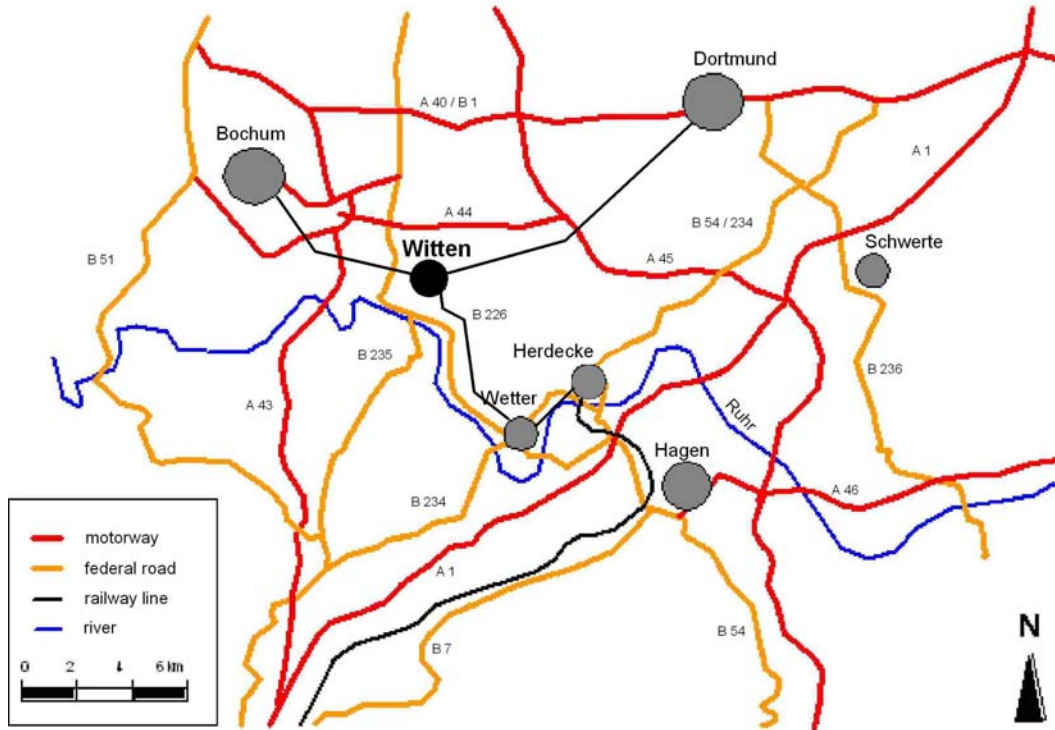 Dortmund
A 40 / B 1
Bochum
A 1
A 44
B 54 / 234
Witten
Schwerte
B 51
A 45
B 226
Herdecke
B 235
B 236
A 43
Wetter
Ruhr
Hagen
B 234
A 46
A 1
B 7
B 54
motorway
federal road
railway line
river
0 2 6 km
N